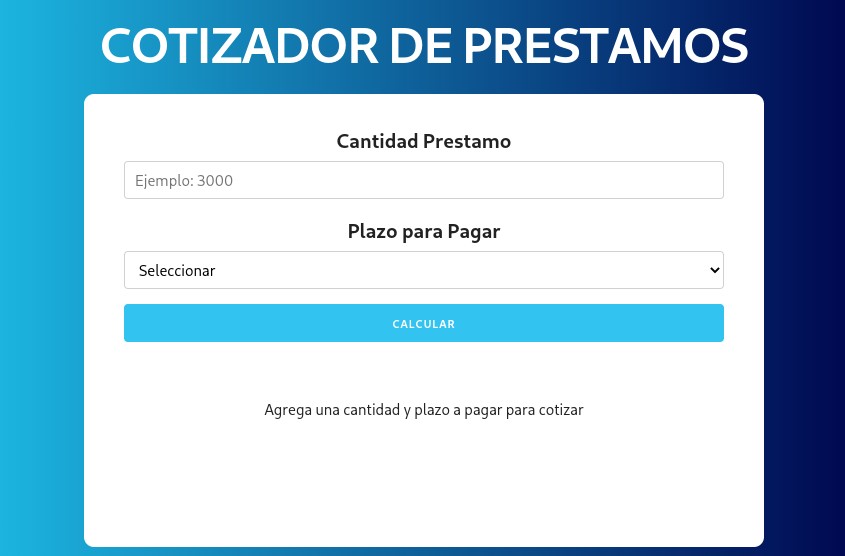 COTIZADOR DE PRESTAMOS
Cantidad Prestamo
Ejemplo: 3000
Plazo para Pagar
Seleccionar
CALCULAR
Agrega una cantidad y plazo a pagar para cotizar